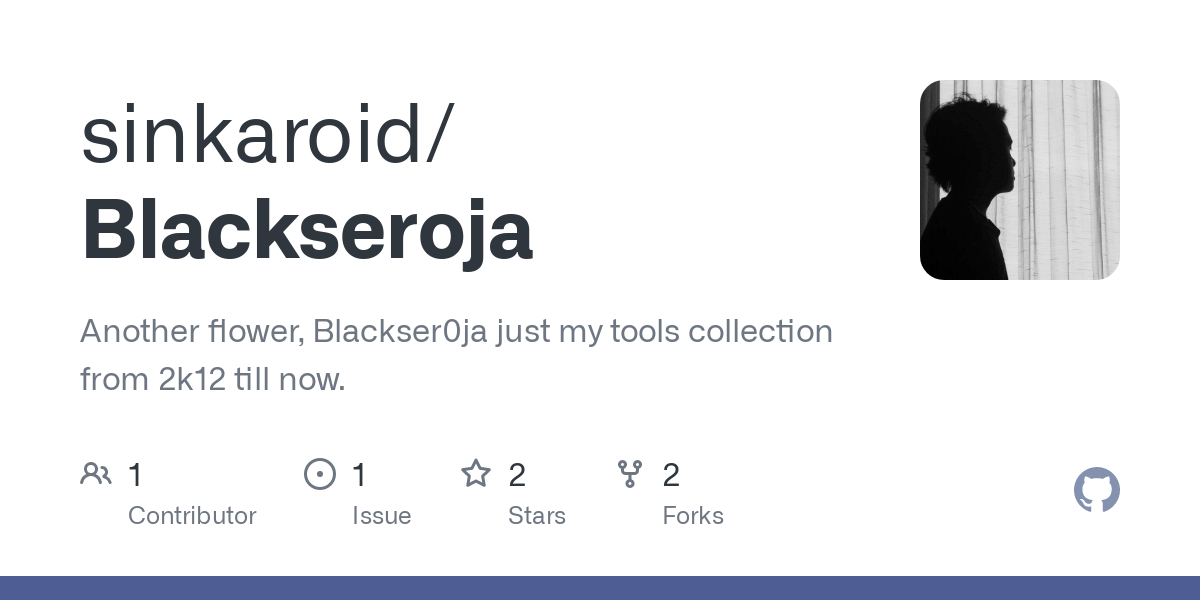 sinkaroid/
Blackseroja
Another flower, Blackser0ja just my tools collection
from 2k12 till now.
1 1 2 2
Contributor Issue Stars Forks